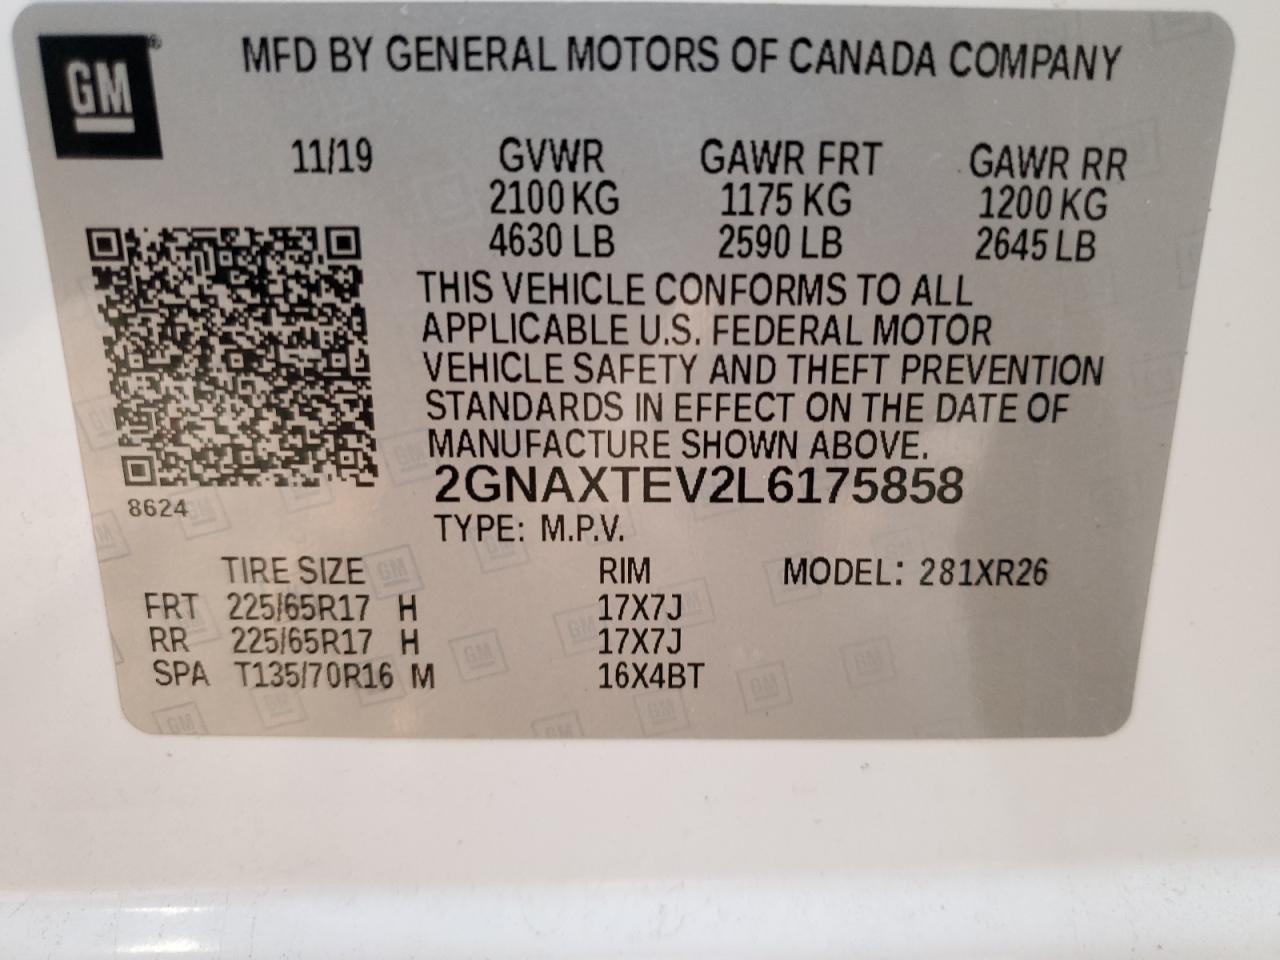 GM
MFD BY GENERAL MOTORS OF CANADA COMPANY
11/19 GVWR GAWR FRT GAWR RR
2100 KG 1175 KG 1200 KG
4630 LB 2590 LB 2645 LB
THIS VEHICLE CONFORMS TO ALL
APPLICABLE U.S. FEDERAL MOTOR
VEHICLE SAFETY AND THEFT PREVENTION
STANDARDS IN EFFECT ON THE DATE OF
MANUFACTURE SHOWN ABOVE.
2GNAXTEV2L6175858
8624
TYPE: M.P.V.
TIRE SIZE RIM MODEL: 281XR26
FRT 225/65R17 H 17X7J
RR 225/65R17 H 17X7J
SPA T135/70R16 M 16X4BT